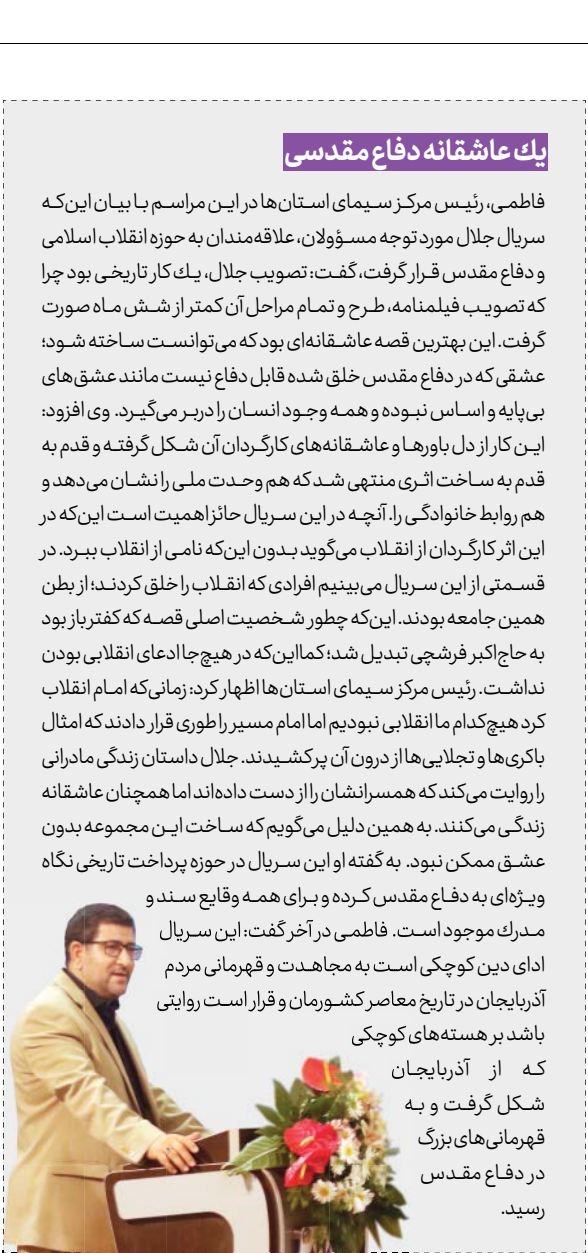 یك عاشقانه دفاع مقدسی
فاطمی، رئیس مرکز سیمای استان‌ها در این مراسم با بیان این‌که
سریال جلال مورد توجه مسؤولان، علاقه‌مندان به حوزه انقلاب اسلامی
و دفاع مقدس قرار گرفت، گفت: تصویب جلال، یك کار تاریخی بود چرا
که تصویب فیلمنامه، طرح و تمام مراحل آن کمتر از شش ماه صورت
گرفت. این بهترین قصه عاشقانه‌ای بود که می‌توانست ساخته شود؛
عشقی که در دفاع مقدس خلق شده قابل دفاع نیست مانند عشق‌های
بی‌پایه و اساس نبوده و همه وجود انسان را دربر می‌گیرد. وی افزود:
این کار از دل باورها و عاشقانه‌های کارگردان آن شکل گرفته و قدم به
قدم به ساخت اثری منتهی شد که هم وحدت ملی را نشان می‌دهد و
هم روابط خانوادگی را. آنچه در این سریال حائز اهمیت است این‌که در
این اثر کارگردان از انقلاب می‌گوید بدون این‌که نامی از انقلاب ببرد. در
قسمتی از این سریال می‌بینیم افرادی که انقلاب را خلق کردند؛ از بطن
همین جامعه بودند. این‌که چطور شخصیت اصلی قصه که کفترباز بود
به حاج‌اکبر فرشچی تبدیل شد؛ کمااین‌که در هیچ‌جا ادعای انقلابی بودن
نداشت. رئیس مرکز سیمای استان‌ها اظهار کرد: زمانی‌که امام انقلاب
کرد هیچ‌کدام ما انقلابی نبودیم اما امام مسیر را طوری قرار دادند که امثال
باکری‌ها و تجلایی‌ها از درون آن پر کشیدند. جلال داستان زندگی مادرانی
را روایت می‌کند که همسرانشان را از دست داده‌اند اما همچنان عاشقانه
زندگی می‌کنند. به همین دلیل می‌گویم که ساخت این مجموعه بدون
عشق ممکن نبود. به گفته او این سریال در حوزه پرداخت تاریخی نگاه
ویژه‌ای به دفاع مقدس کرده و برای همه وقایع سند و
مدرك موجود است. فاطمی در آخر گفت: این سریال
ادای دین کوچکی است به مجاهدت و قهرمانی مردم
آذربایجان در تاریخ معاصر کشورمان و قرار است روایتی
باشد بر هسته‌های کوچکی
که از آذربایجان
شکل گرفت و به
قهرمانی‌های بزرگ
در دفاع مقدس
رسید.